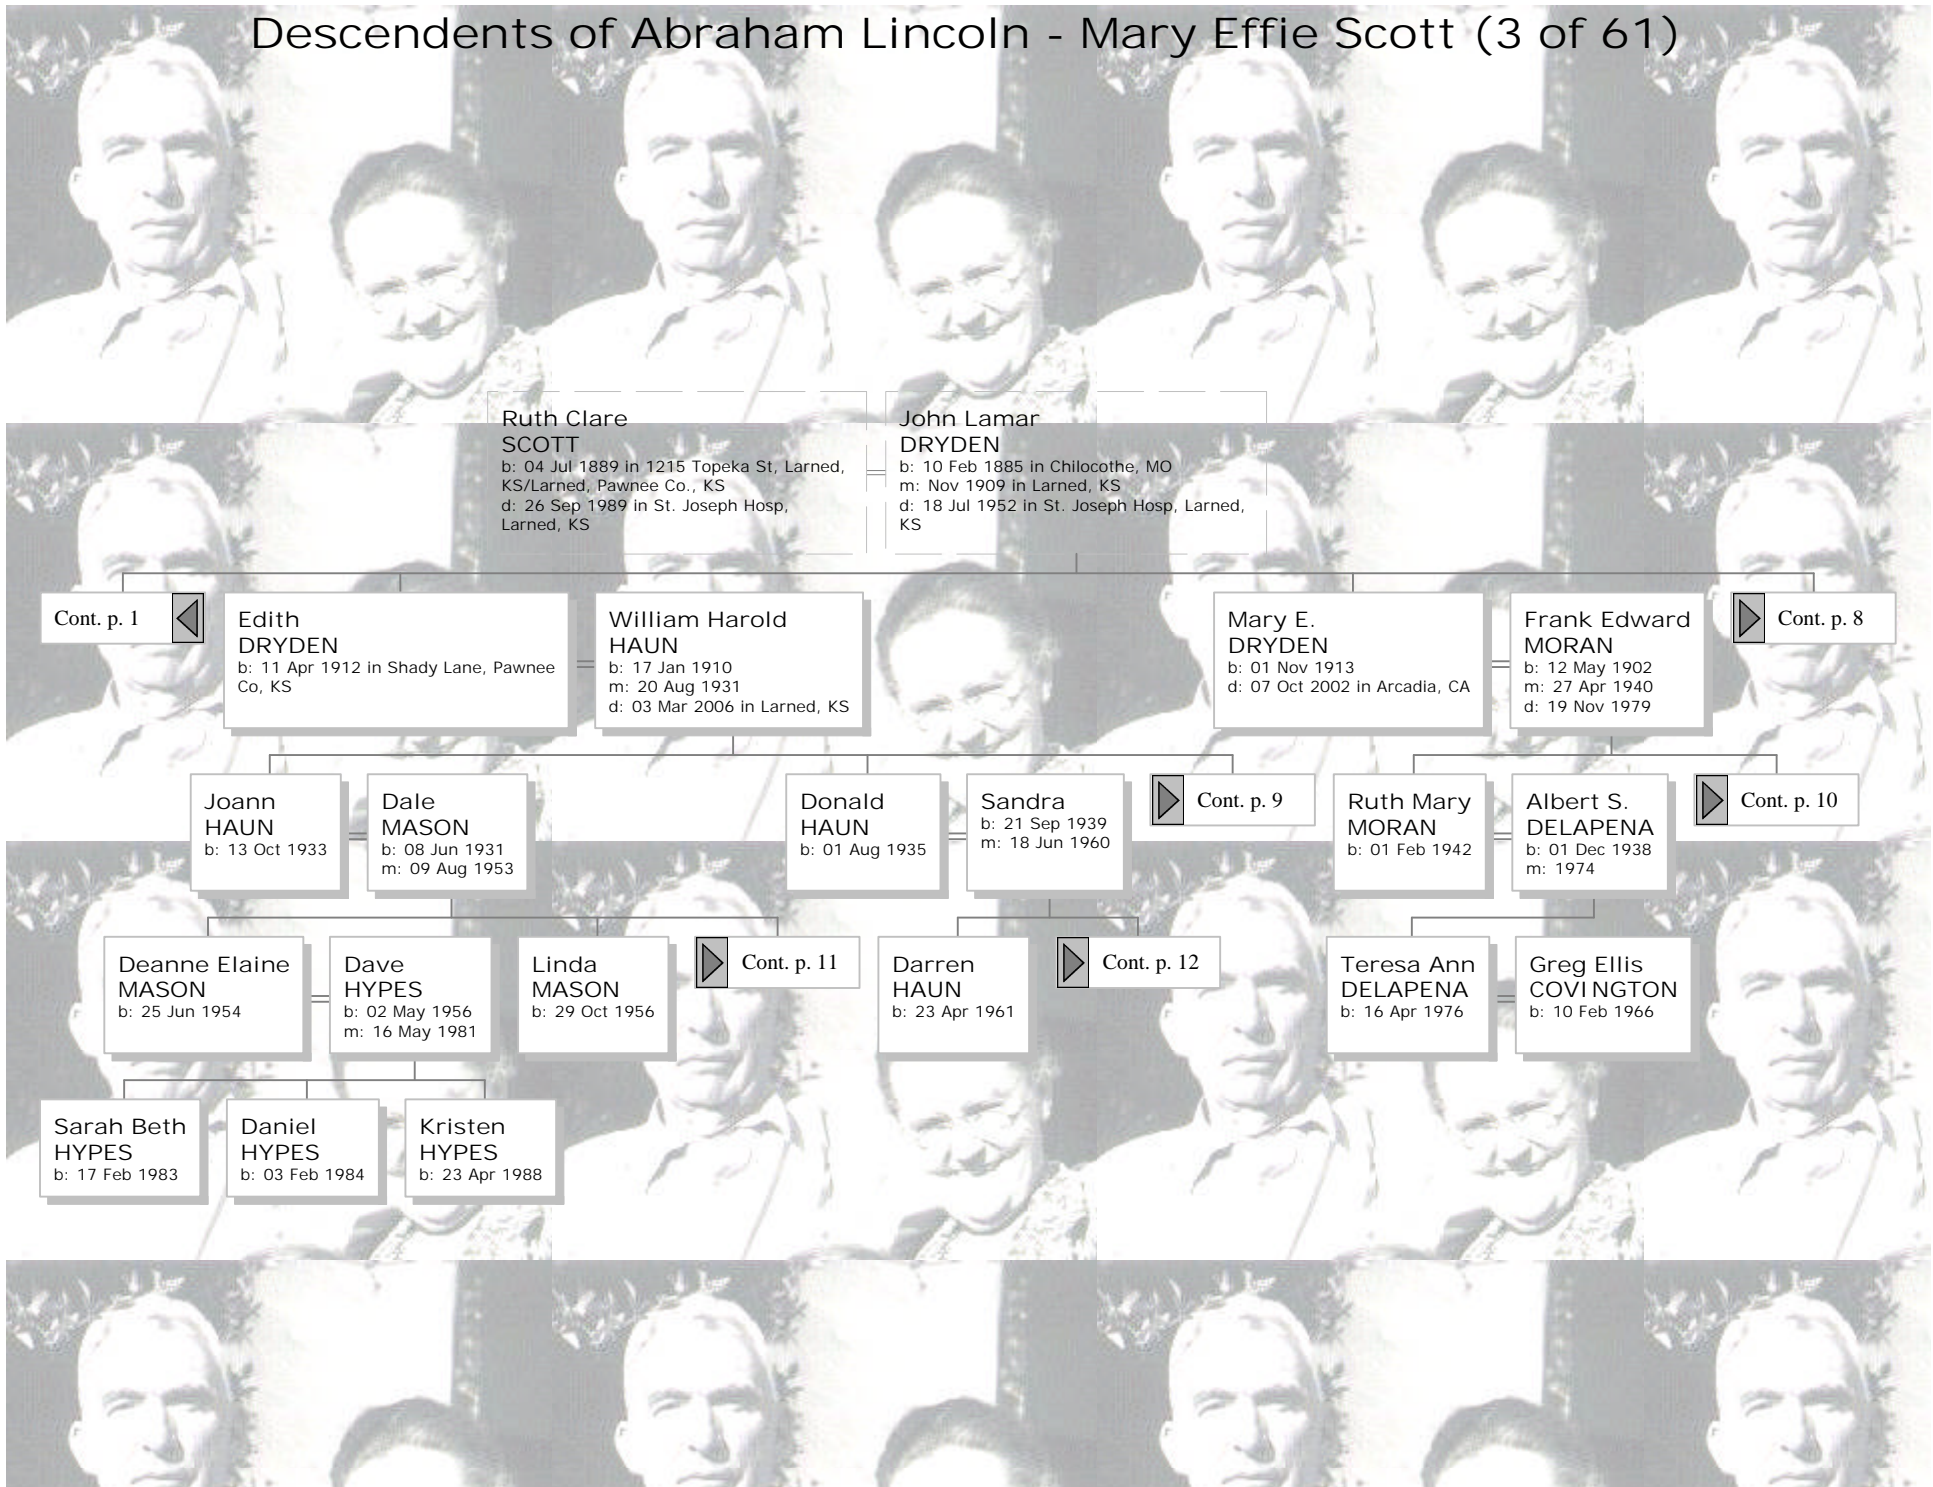 Descendents of Abraham Lincoln - Mary Effie Scott (3 of 61)
Ruth Clare
SCOTT
b: 04 Jul 1889 in 1215 Topeka St, Larned,
KS/Larned, Pawnee Co., KS
d: 26 Sep 1989 in St. Joseph Hosp,
Larned, KS
John Lamar
DRYDEN
b: 10 Feb 1885 in Chilocothe, MO
m: Nov 1909 in Larned, KS
d: 18 Jul 1952 in St. Joseph Hosp, Larned,
KS
Cont. p. 1
Edith
DRYDEN
b: 11 Apr 1912 in Shady Lane, Pawnee
Co, KS
William Harold
HAUN
b: 17 Jan 1910
m: 20 Aug 1931
d: 03 Mar 2006 in Larned, KS
Mary E.
DRYDEN
b: 01 Nov 1913
d: 07 Oct 2002 in Arcadia, CA
Frank Edward
MORAN
b: 12 May 1902
m: 27 Apr 1940
d: 19 Nov 1979
Cont. p. 8
Joann
HAUN
b: 13 Oct 1933
Dale
MASON
b: 08 Jun 1931
m: 09 Aug 1953
Donald
HAUN
b: 01 Aug 1935
Sandra
b: 21 Sep 1939
m: 18 Jun 1960
Cont. p. 9
Ruth Mary
MORAN
b: 01 Feb 1942
Albert S.
DELAPENA
b: 01 Dec 1938
m: 1974
Cont. p. 10
Deanne Elaine
MASON
b: 25 Jun 1954
Dave
HYPES
b: 02 May 1956
m: 16 May 1981
Linda
MASON
b: 29 Oct 1956
Cont. p. 11
Darren
HAUN
b: 23 Apr 1961
Cont. p. 12
Teresa Ann
DELAPENA
b: 16 Apr 1976
Greg Ellis
COVINGTON
b: 10 Feb 1966
Sarah Beth
HYPES
b: 17 Feb 1983
Daniel
HYPES
b: 03 Feb 1984
Kristen
HYPES
b: 23 Apr 1988